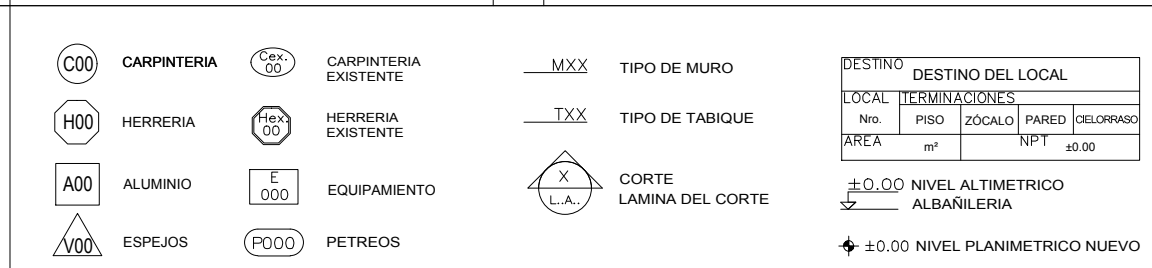 C00 CARPINTERIA
Cex. 00 CARPINTERIA
EXISTENTE
H00 HERRERIA
Hex. 00 HERRERIA
EXISTENTE
A00 ALUMINIO
E
000
EQUIPAMIENTO
V00 ESPEJOS
P000 PETREOS
MXX TIPO DE MURO
TXX TIPO DE TABIQUE
X
L..A..
CORTE
LAMINA DEL CORTE
DESTINO
DESTINO DEL LOCAL
LOCAL TERMINACIONES
Nro. PISO ZÓCALO PARED CIELORRASO
AREA m² NPT ±0.00
±0.00 NIVEL ALTIMETRICO
ALBAÑILERIA
±0.00 NIVEL PLANIMETRICO NUEVO